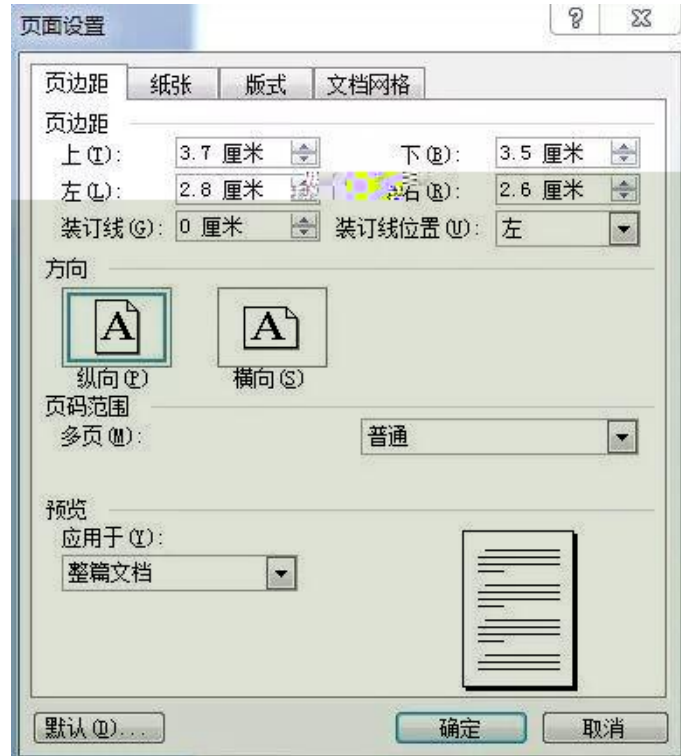 页面设置
页边距 纸张 版式 文档网格
页边距
上(T): 3.7 厘米 下(B): 3.5 厘米
左(L): 2.8 厘米 右(R): 2.6 厘米
装订线(G): 0 厘米 装订线位置(U): 左
方向
A A
纵向(P) 横向(S)
页码范围
多页(M): 普通
预览
应用于(Y):
整篇文档
默认(D)... 确定 取消